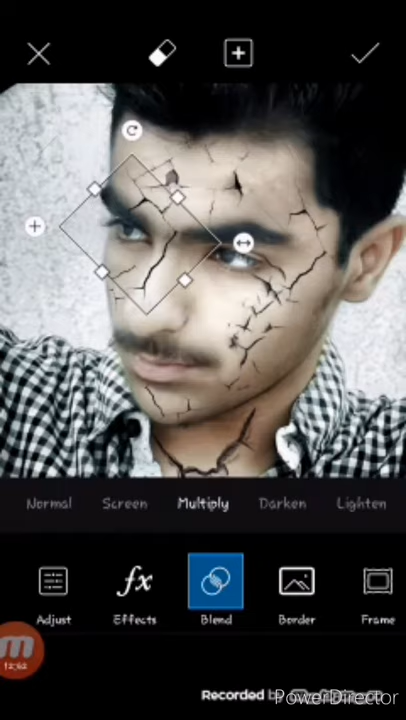 Normal Screen Multiply Darken Lighten
Adjust Effects Blend Border Frame
Recorded by
PowerDirector